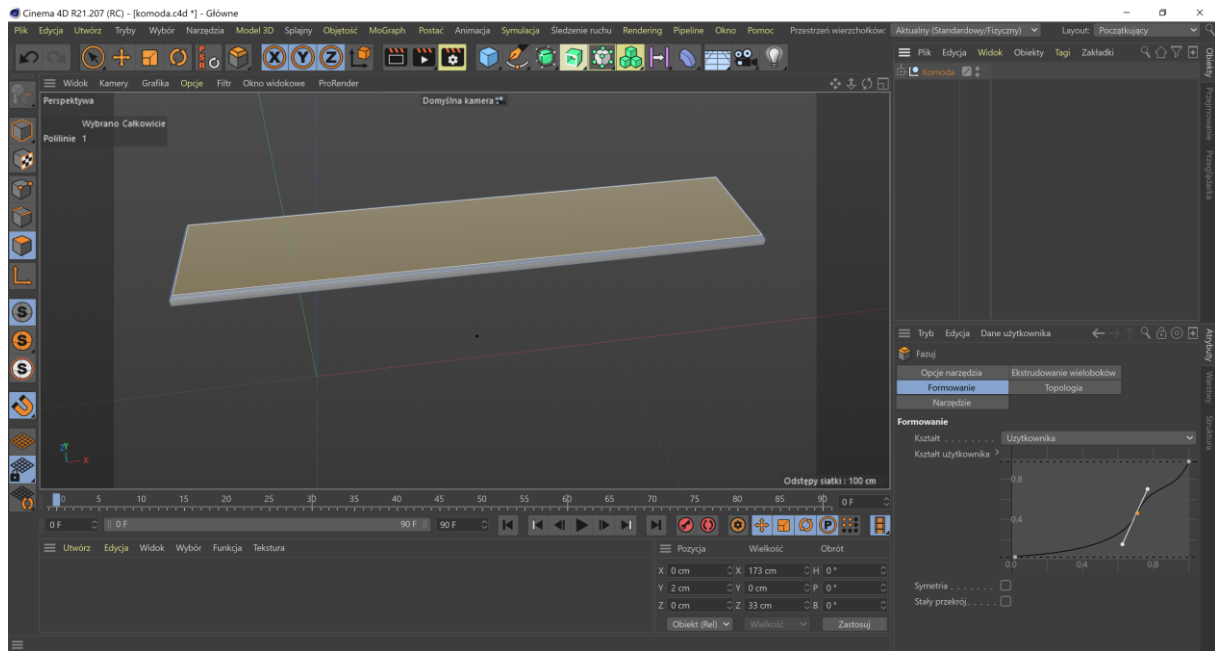 Cinema 4D R21.207 (RC) - [komoda.c4d *] - Główne
Plik Edycja Utwórz Tryby Wybór Narzędzia Model 3D Splajny Objętość MoGraph Postać Animacja Symulacja Śledzenie ruchu Rendering Pipeline Okno Pomoc Przestrzeń wierzchołków: Aktualny (Standardowy/Fizyczny) Layout: Początkujący
PSR X Y Z
Plik Edycja Widok Obiekty Tagi Zakładki
Obiekty
Przejmowanie
Przeglądarka
Komoda
Widok Kamery Grafika Opcje Filtr Okno widokowe ProRender
Perspektywa
Domyślna kamera
Wybrano Całkowicie
Polilinie 1
S
S
S
ZY
X
Odstępy siatki : 100 cm
0 5 10 15 20 25 30 35 40 45 50 55 60 65 70 75 80 85 90 0 F
0 F 0 F 90 F 90 F
P
Utwórz Edycja Widok Wybór Funkcja Tekstura
Pozycja Wielkość Obrót
X 0 cm X 173 cm H 0 °
Y 2 cm Y 0 cm P 0 °
Z 0 cm Z 33 cm B 0 °
Obiekt (Rel) Wielkość Zastosuj
Tryb Edycja Dane użytkownika
Atrybuty
Warstwy
Struktura
Fazuj
Opcje narzędzia Ekstrudowanie wieloboków
Formowanie Topologia
Narzędzie
Formowanie
Kształt . . . . . . . . Użytkownika
Kształt użytkownika
0.8
0.4
0.0 0.4 0.8
Symetria . . . . . . .
Stały przekrój. . . . .